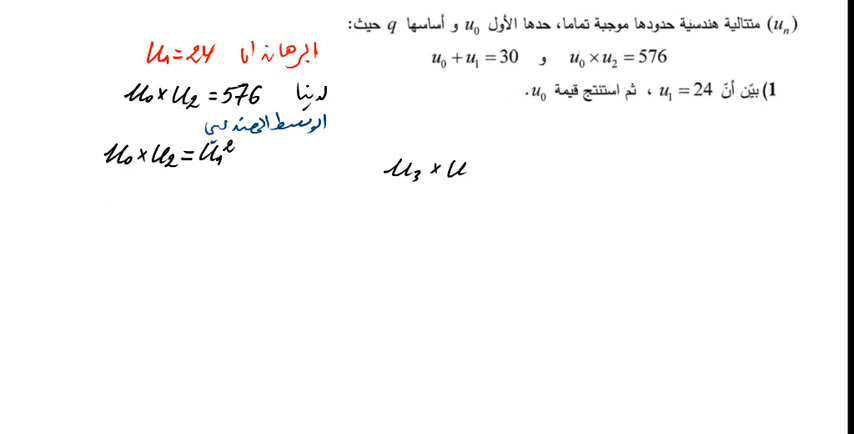 (uₙ) متتالية هندسية حدودها موجبة تماما، حدها الأول u₀ و أساسها q حيث:
u₀ × u₂ = 576 و u₀ + u₁ = 30
1) بيّن أنّ u₁ = 24 ، ثم استنتج قيمة u₀.
البرهان أن u₁ = 24
لدينا u₀ × u₂ = 576
الوسط الهندسي
u₀ × u₂ = u₁²
u₃ × u